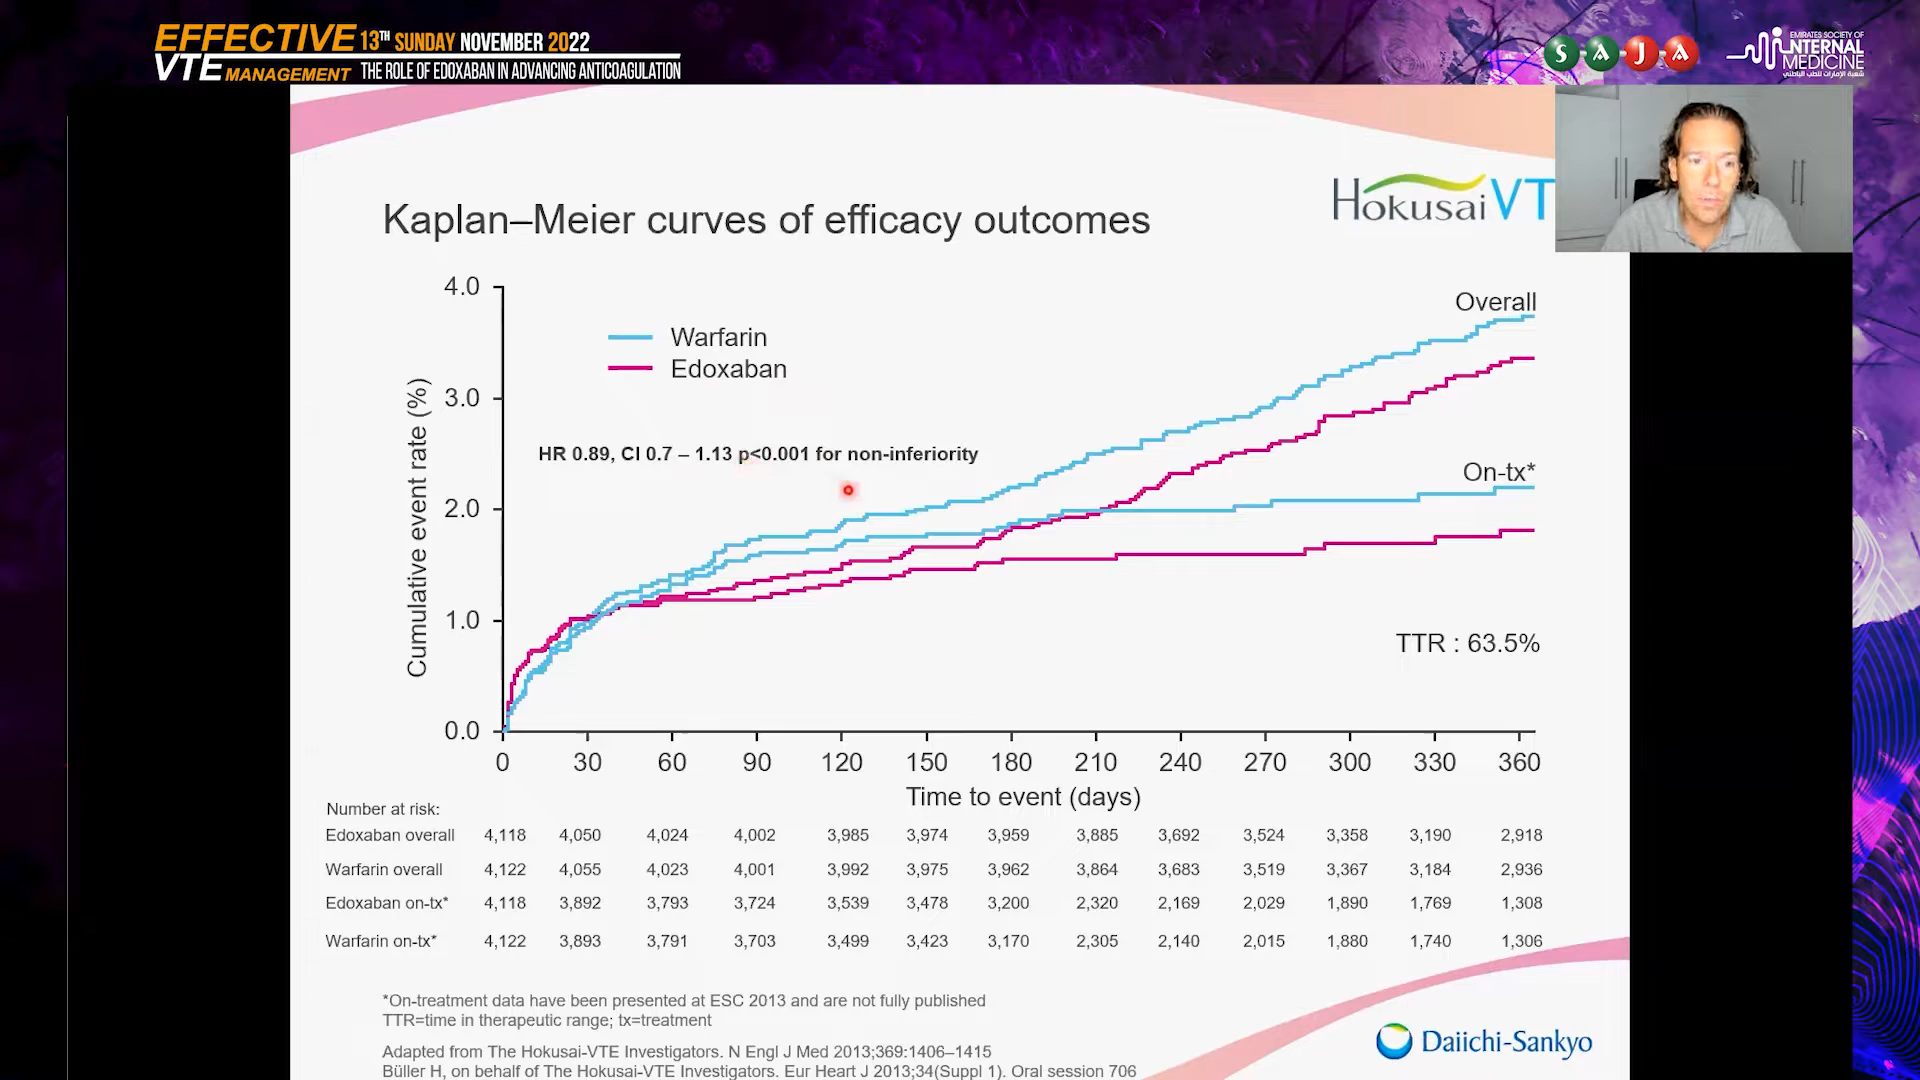 EFFECTIVE 13TH SUNDAY NOVEMBER 2022
VTE MANAGEMENT THE ROLE OF EDOXABAN IN ADVANCING ANTICOAGULATION
S A J A
EMIRATES SOCIETY OF
INTERNAL
MEDICINE
شعبة الإمارات للطب الباطني
Hokusai VT
Kaplan–Meier curves of efficacy outcomes
4.0
3.0
2.0
1.0
0.0
Cumulative event rate (%)
Warfarin
Edoxaban
HR 0.89, CI 0.7 – 1.13 p<0.001 for non-inferiority
Overall
On-tx*
TTR : 63.5%
0 30 60 90 120 150 180 210 240 270 300 330 360
Time to event (days)
Number at risk:
Edoxaban overall 4,118 4,050 4,024 4,002 3,985 3,974 3,959 3,885 3,692 3,524 3,358 3,190 2,918
Warfarin overall 4,122 4,055 4,023 4,001 3,992 3,975 3,962 3,864 3,683 3,519 3,367 3,184 2,936
Edoxaban on-tx* 4,118 3,892 3,793 3,724 3,539 3,478 3,200 2,320 2,169 2,029 1,890 1,769 1,308
Warfarin on-tx* 4,122 3,893 3,791 3,703 3,499 3,423 3,170 2,305 2,140 2,015 1,880 1,740 1,306
*On-treatment data have been presented at ESC 2013 and are not fully published
TTR=time in therapeutic range; tx=treatment
Adapted from The Hokusai-VTE Investigators. N Engl J Med 2013;369:1406–1415
Büller H, on behalf of The Hokusai-VTE Investigators. Eur Heart J 2013;34(Suppl 1). Oral session 706
Daiichi-Sankyo